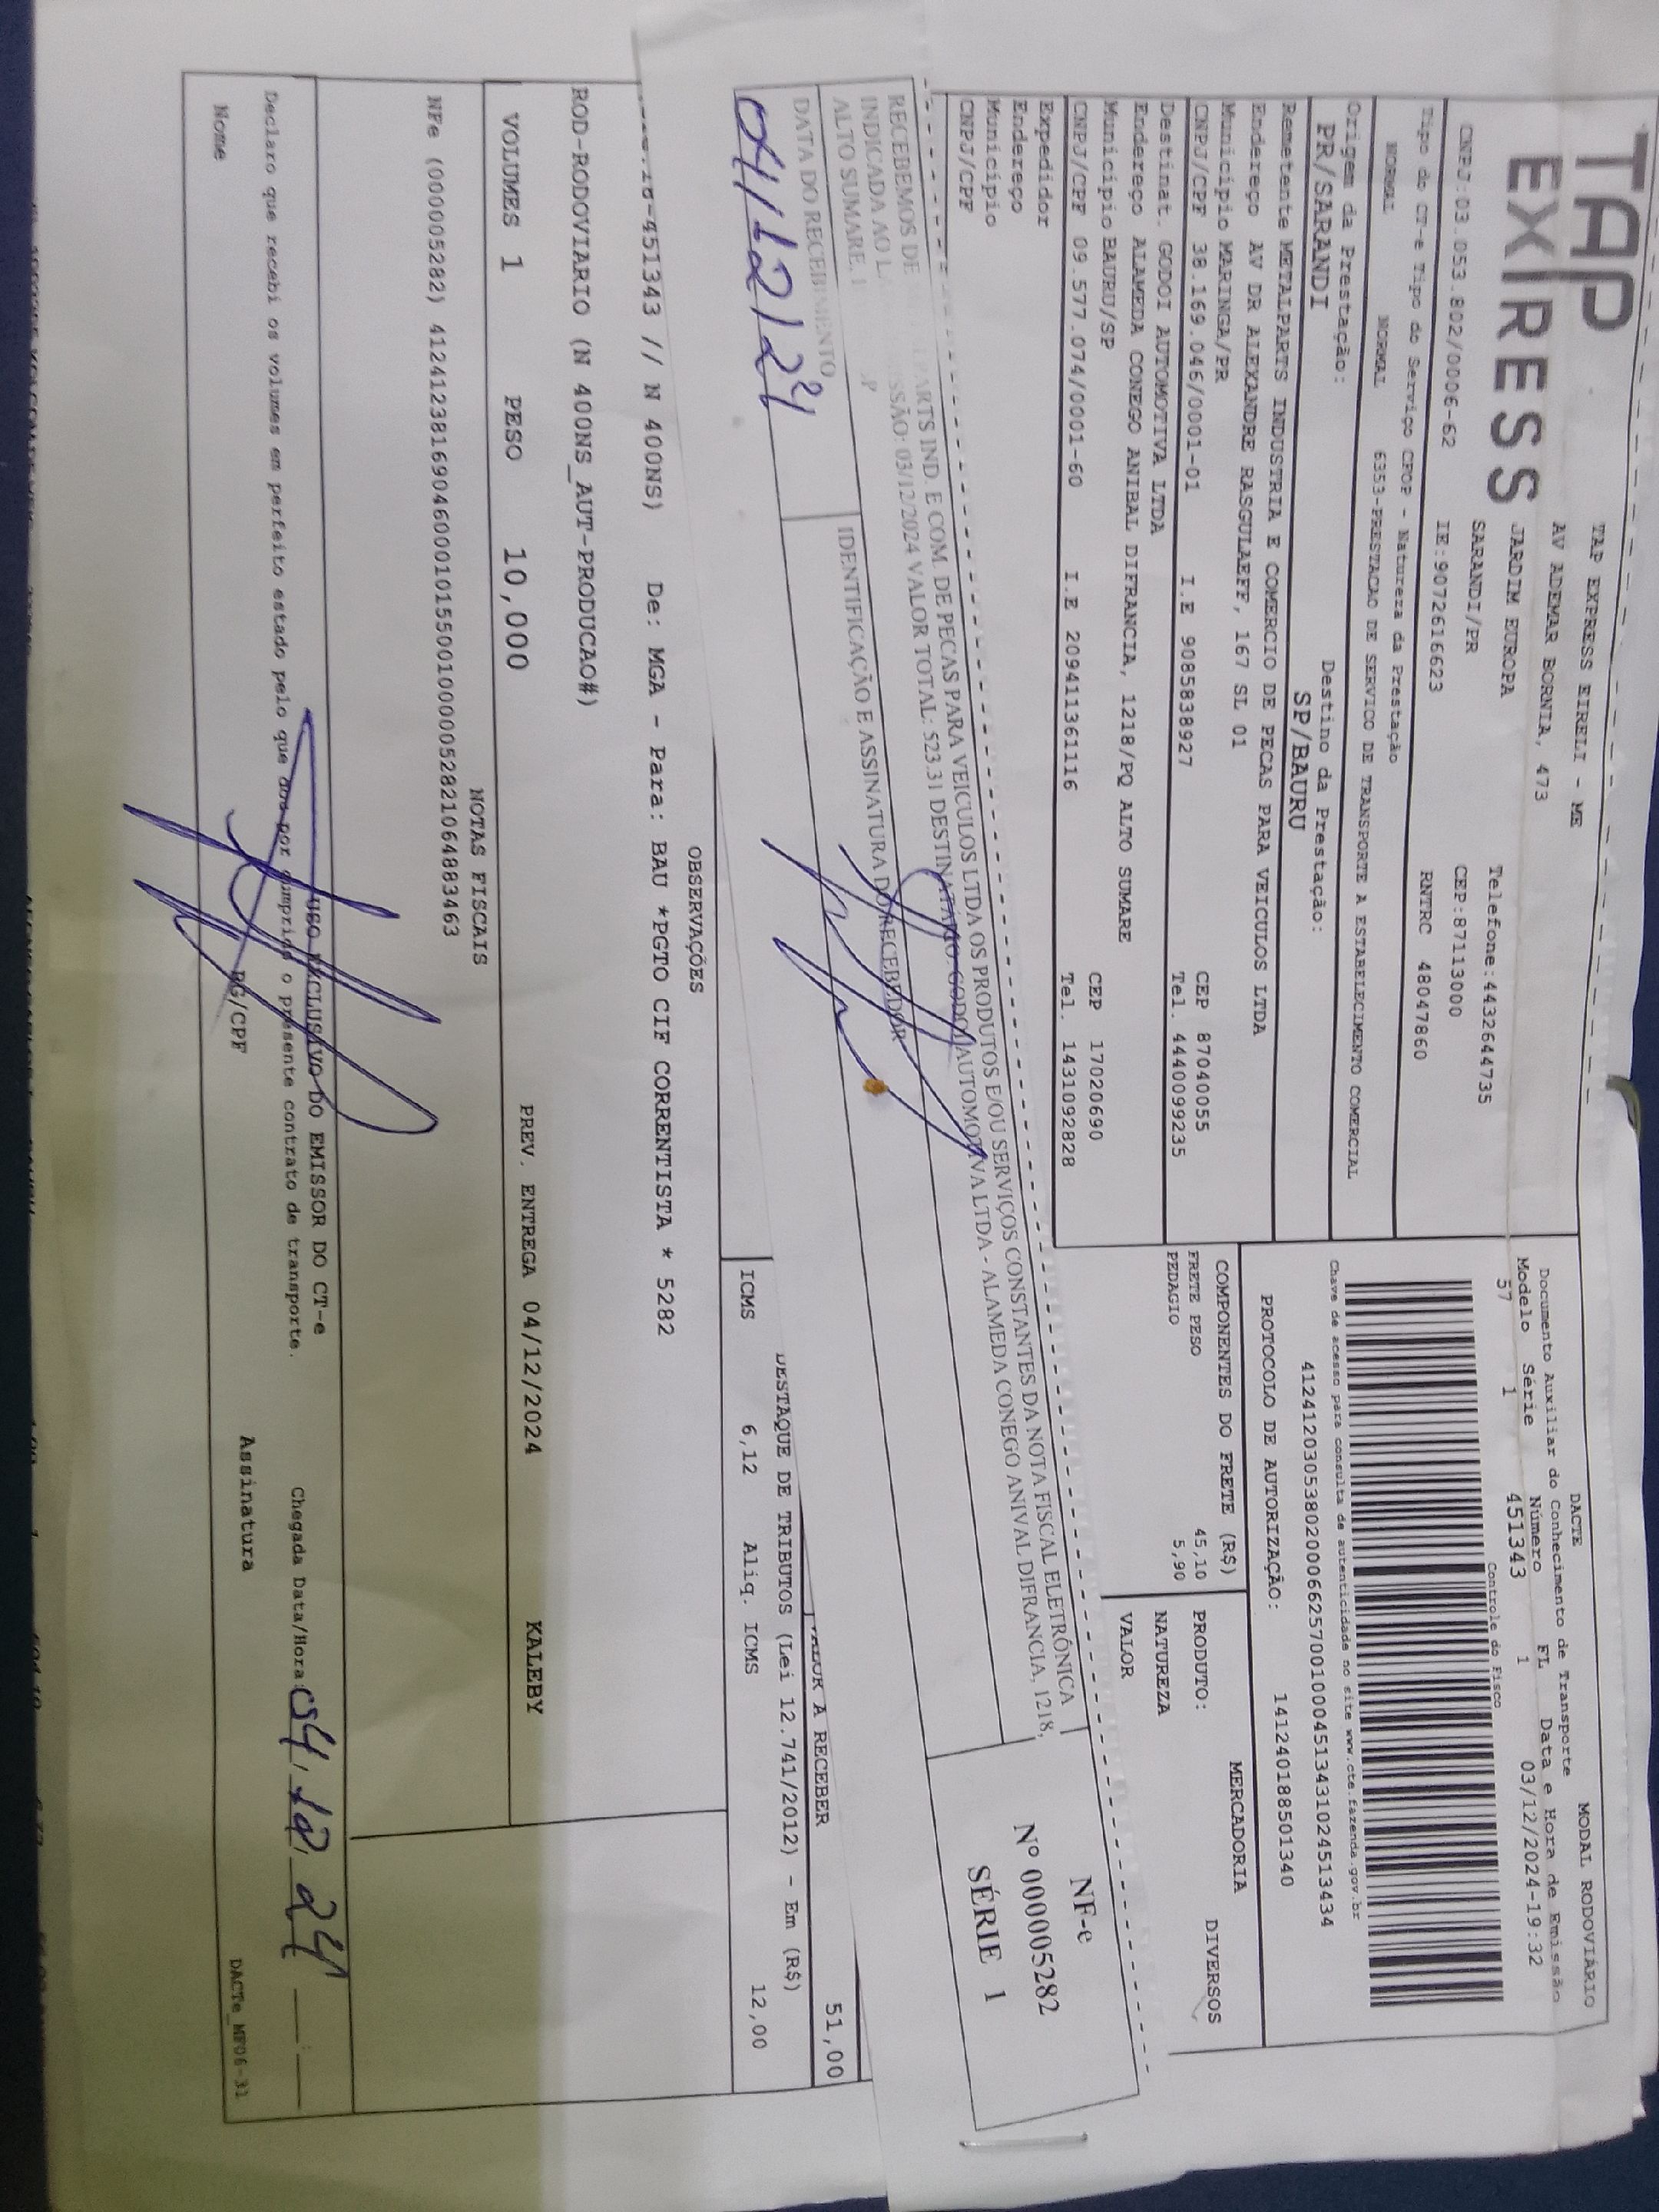 TAP
EXPRESS
TAP EXPRESS EIRELI - ME
AV ADEMAR BORNIA, 473
JARDIM EUROPA
Telefone:4432644735
SARANDI/PR
CEP:87113000
CNPJ:03.053.802/0006-62
IE:9072616623
RNTRC 48047860
Tipo do CT-e Tipo do Serviço CFOP - Natureza da Prestação
NORMAL NORMAL 6353-PRESTACAO DE SERVICO DE TRANSPORTE A ESTABELECIMENTO COMERCIAL
Origem da Prestação: Destino da Prestação:
PR/SARANDI SP/BAURU
Remetente METALPARTS INDUSTRIA E COMERCIO DE PECAS PARA VEICULOS LTDA
Endereço AV DR ALEXANDRE RASGULAEFF, 167 SL 01
Municipio MARINGA/PR CEP 87040055
CNPJ/CPF 38.169.046/0001-01 I.E 9085838927 Tel. 4440099235
Destinat. GODOI AUTOMOTIVA LTDA
Endereço ALAMEDA CONEGO ANIBAL DIFRANCIA, 1218/PQ ALTO SUMARE
Municipio BAURU/SP CEP 17020690
CNPJ/CPF 09.577.074/0001-60 I.E 209411361116 Tel. 1431092828
Expedidor
Endereço
Município
CNPJ/CPF
DACTE
MODAL RODOVIÁRIO
Documento Auxiliar do Conhecimento de Transporte
Modelo Série Número FL Data e Hora de Emissão
57 1 451343 1 03/12/2024-19:32
Controle do Fisco
Chave de acesso para consulta de autenticidade no site www.cte.fazenda.gov.br
41241203053802000662570010004513431024513434
PROTOCOLO DE AUTORIZAÇÃO: 141240188501340
COMPONENTES DO FRETE (R$)
FRETE PESO 45,10
PEDAGIO 5,90
MERCADORIA
PRODUTO: DIVERSOS
NATUREZA
VALOR
RECEBEMOS DE PARTS IND. E COM. DE PECAS PARA VEICULOS LTDA OS PRODUTOS E/OU SERVIÇOS CONSTANTES DA NOTA FISCAL ELETRÔNICA
INDICADA AO SSÃO: 03/12/2024 VALOR TOTAL: 523.31 DESTINATÁRIO: GODOI AUTOMOTIVA LTDA - ALAMEDA CONEGO ANIVAL DIFRANCIA, 1218,
ALTO SUMARE,
DATA DO RECEBIMENTO
IDENTIFICAÇÃO E ASSINATURA DO RECEBEDOR
04/12/24
NF-e
Nº 000005282
SÉRIE 1
VALOR A RECEBER
51,00
DESTAQUE DE TRIBUTOS (Lei 12.741/2012) - Em (R$)
ICMS 6,12 Aliq. ICMS 12,00
OBSERVAÇÕES
-451343 // N 400NS) De: MGA - Para: BAU *PGTO CIF CORRENTISTA * 5282
ROD-RODOVIARIO (N 400NS_AUT-PRODUCAO#)
VOLUMES 1 PESO 10,000 PREV. ENTREGA 04/12/2024 KALEBY
NOTAS FISCAIS
NFe (000005282) 41241238169046000101550010000052821064883463
USO EXCLUSIVO DO EMISSOR DO CT-e
Declaro que recebi os volumes em perfeito estado pelo que dou por cumprido o presente contrato de transporte. Chegada Data/Hora: 04/12/24
Nome RG/CPF Assinatura
DACTe_MF06-31